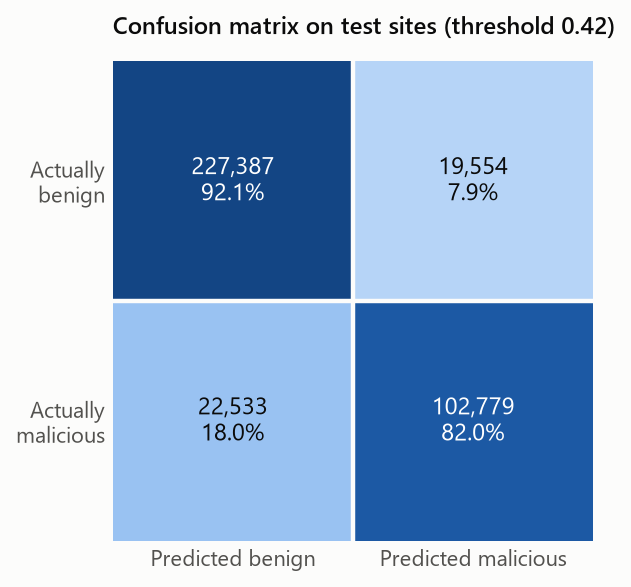 Confusion matrix on test sites (threshold 0.42)
Actually
benign
227,387
92.1%
19,554
7.9%
Actually
malicious
22,533
18.0%
102,779
82.0%
Predicted benign
Predicted malicious